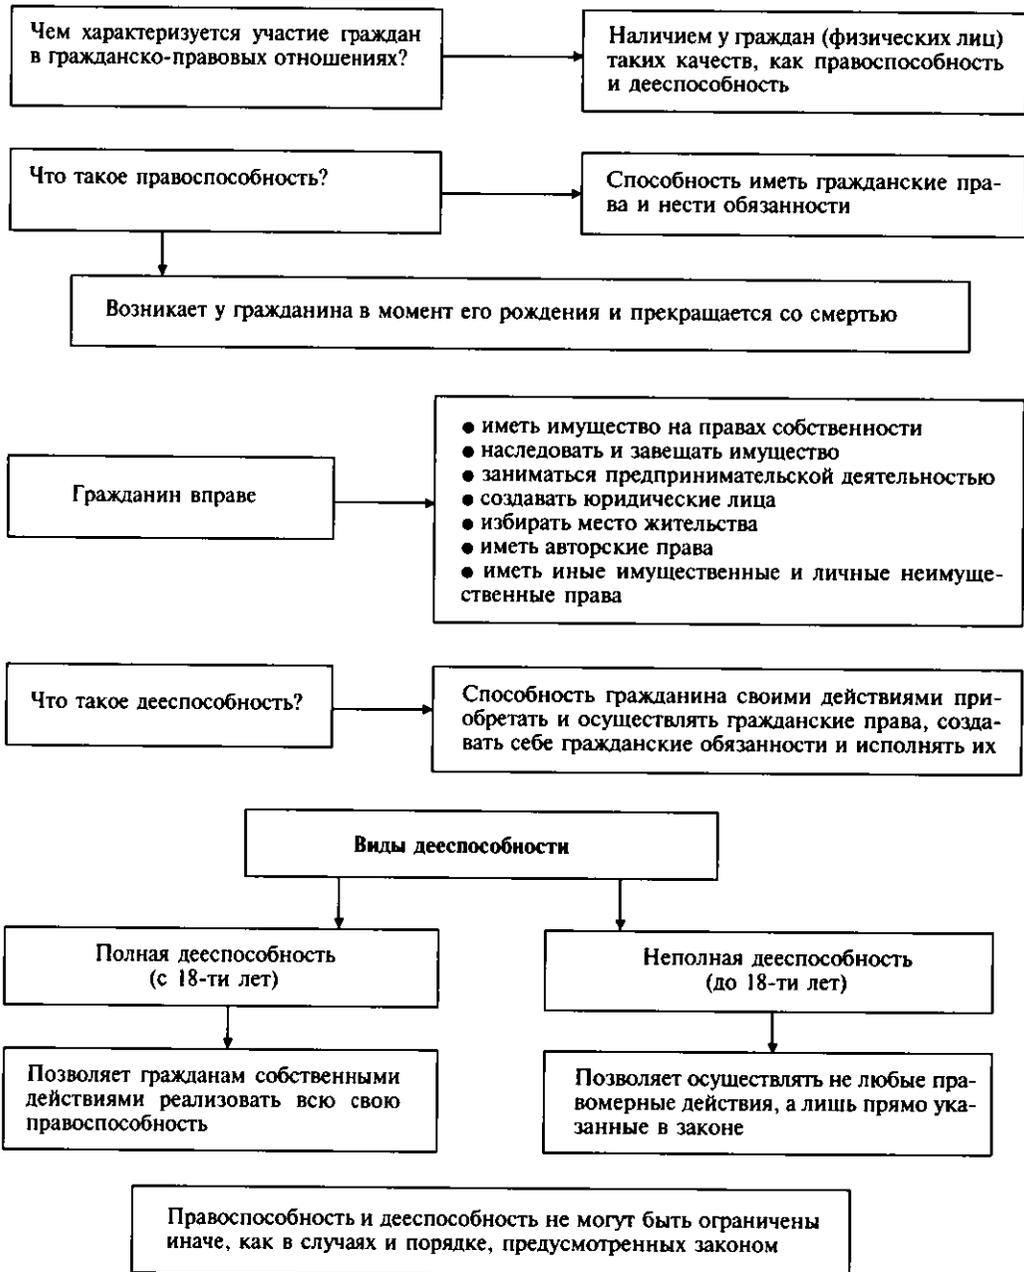 Чем характеризуется участие граждан
в гражданско-правовых отношениях?
Наличием у граждан (физических лиц)
таких качеств, как правоспособность
и дееспособность
Что такое правоспособность?
Способность иметь гражданские пра-
ва и нести обязанности
Возникает у гражданина в момент его рождения и прекращается со смертью
Гражданин вправе
● иметь имущество на правах собственности
● наследовать и завещать имущество
● заниматься предпринимательской деятельностью
● создавать юридические лица
● избирать место жительства
● иметь авторские права
● иметь иные имущественные и личные неимуще-
ственные права
Что такое дееспособность?
Способность гражданина своими действиями при-
обретать и осуществлять гражданские права, созда-
вать себе гражданские обязанности и исполнять их
Виды дееспособности
Полная дееспособность
(с 18-ти лет)
Неполная дееспособность
(до 18-ти лет)
Позволяет гражданам собственными
действиями реализовать всю свою
правоспособность
Позволяет осуществлять не любые пра-
вомерные действия, а лишь прямо ука-
занные в законе
Правоспособность и дееспособность не могут быть ограничены
иначе, как в случаях и порядке, предусмотренных законом